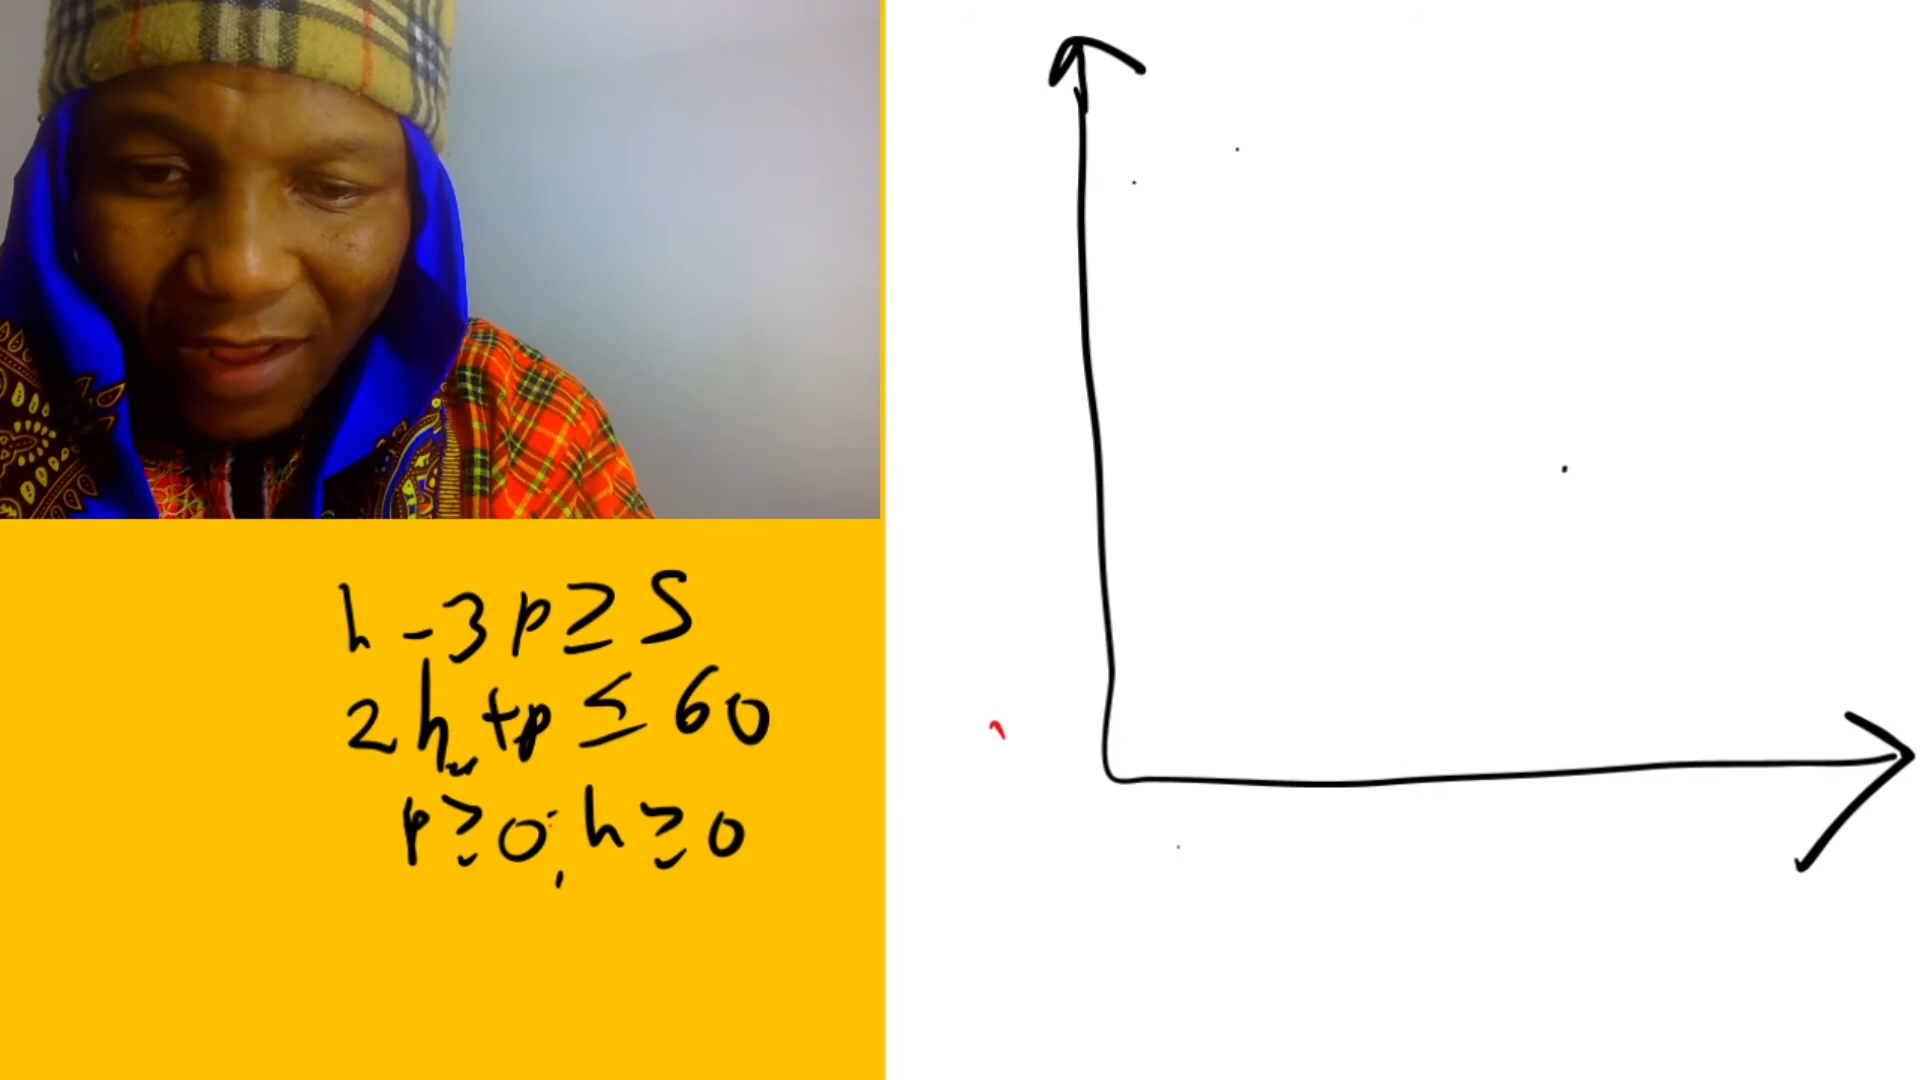 h - 3p ≥ 5
2h + p ≤ 60
p ≥ 0; h ≥ 0